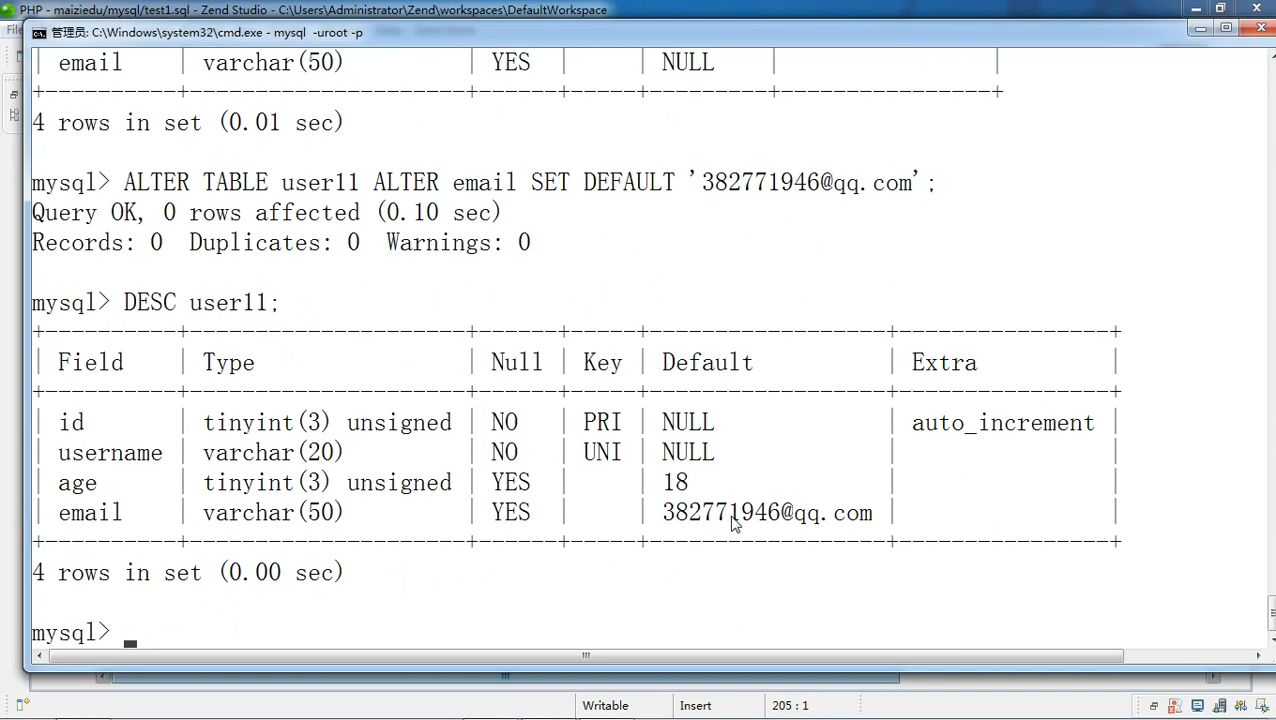 PHP - maiziedu/mysql/test1.sql - Zend Studio - C:\Users\Administrator\Zend\workspaces\DefaultWorkspace
File
管理员: C:\Windows\system32\cmd.exe - mysql  -uroot -p
| email    | varchar(50)         | YES  |     | NULL    |                |
+----------+---------------------+------+-----+---------+----------------+
4 rows in set (0.01 sec)
mysql> ALTER TABLE user11 ALTER email SET DEFAULT '382771946@qq.com';
Query OK, 0 rows affected (0.10 sec)
Records: 0  Duplicates: 0  Warnings: 0
mysql> DESC user11;
+----------+---------------------+------+-----+------------------+----------------+
| Field    | Type                | Null | Key | Default          | Extra          |
+----------+---------------------+------+-----+------------------+----------------+
| id       | tinyint(3) unsigned | NO   | PRI | NULL             | auto_increment |
| username | varchar(20)         | NO   | UNI | NULL             |                |
| age      | tinyint(3) unsigned | YES  |     | 18               |                |
| email    | varchar(50)         | YES  |     | 382771946@qq.com |                |
+----------+---------------------+------+-----+------------------+----------------+
4 rows in set (0.00 sec)
mysql>
Writable Insert 205 : 1